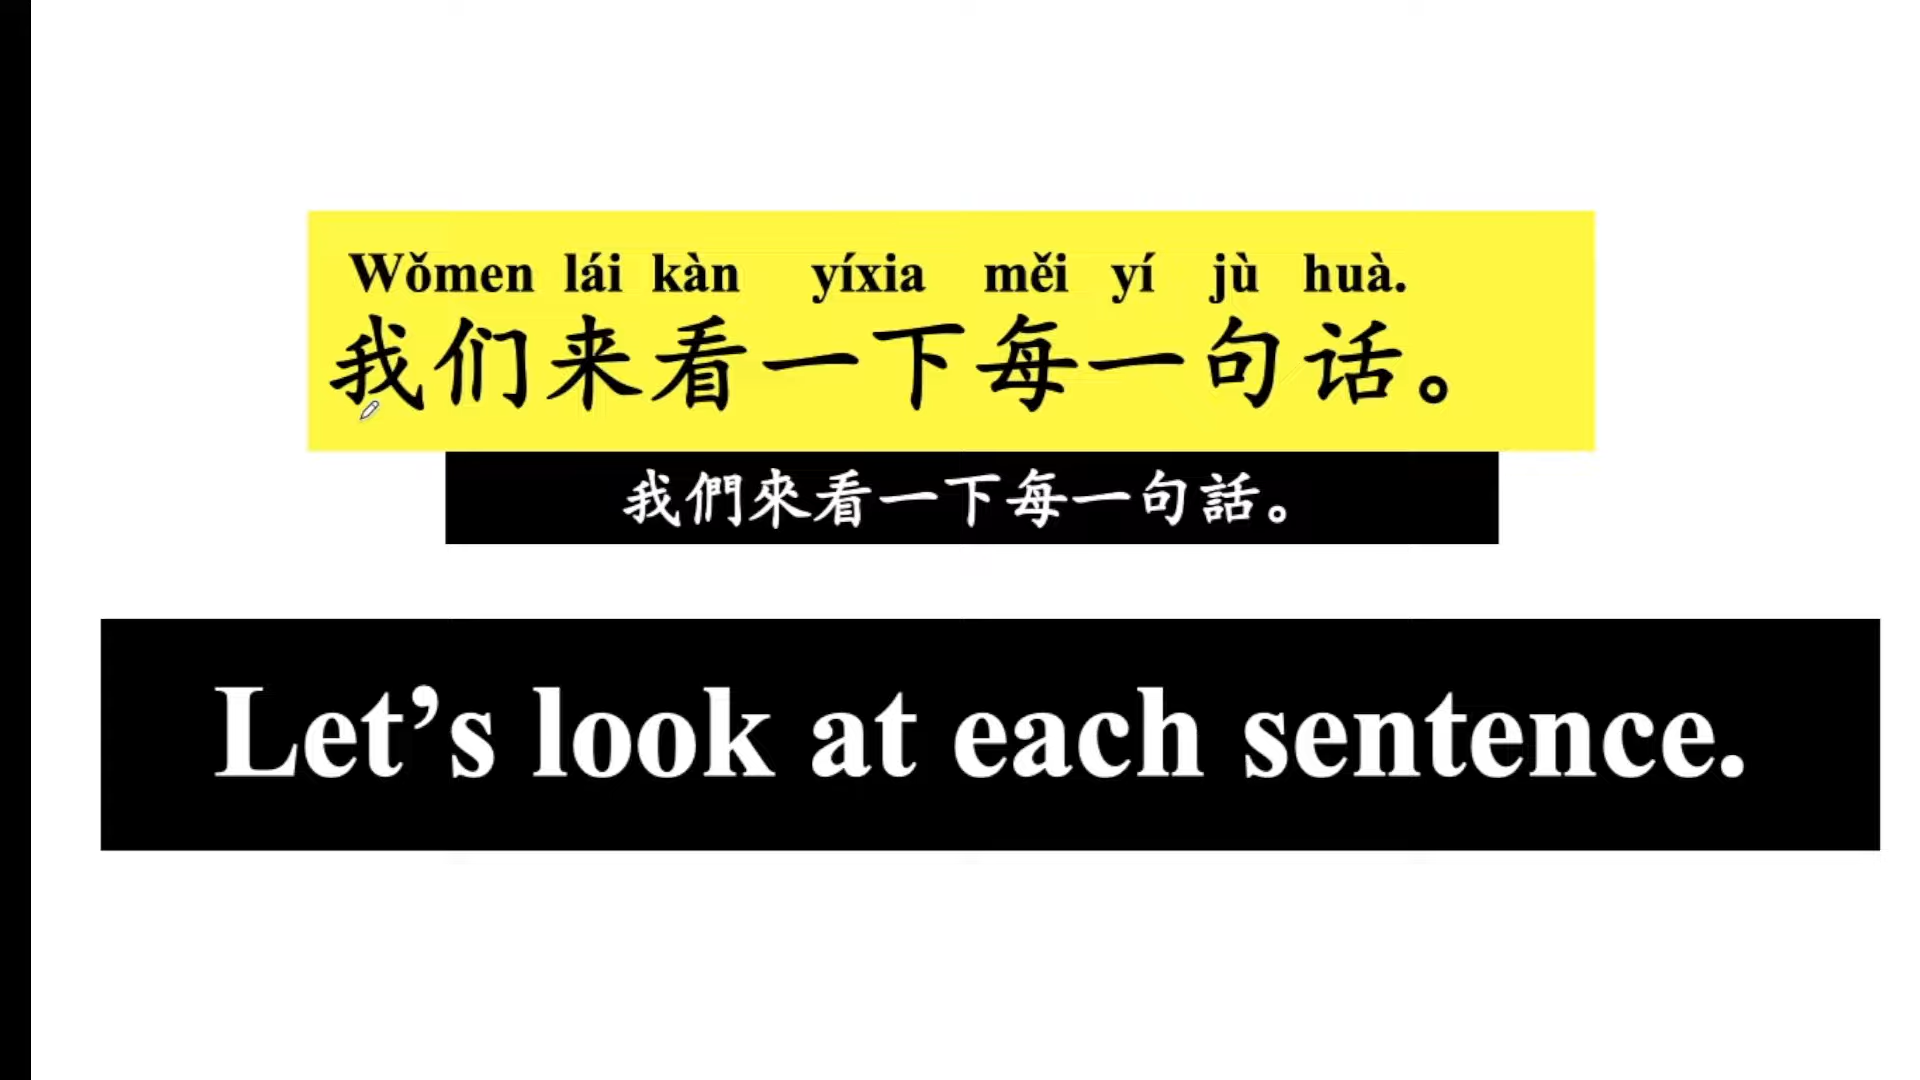 Wǒmen lái kàn yíxia měi yí jù huà.
我们来看一下每一句话。
我們來看一下每一句話。
Let’s look at each sentence.